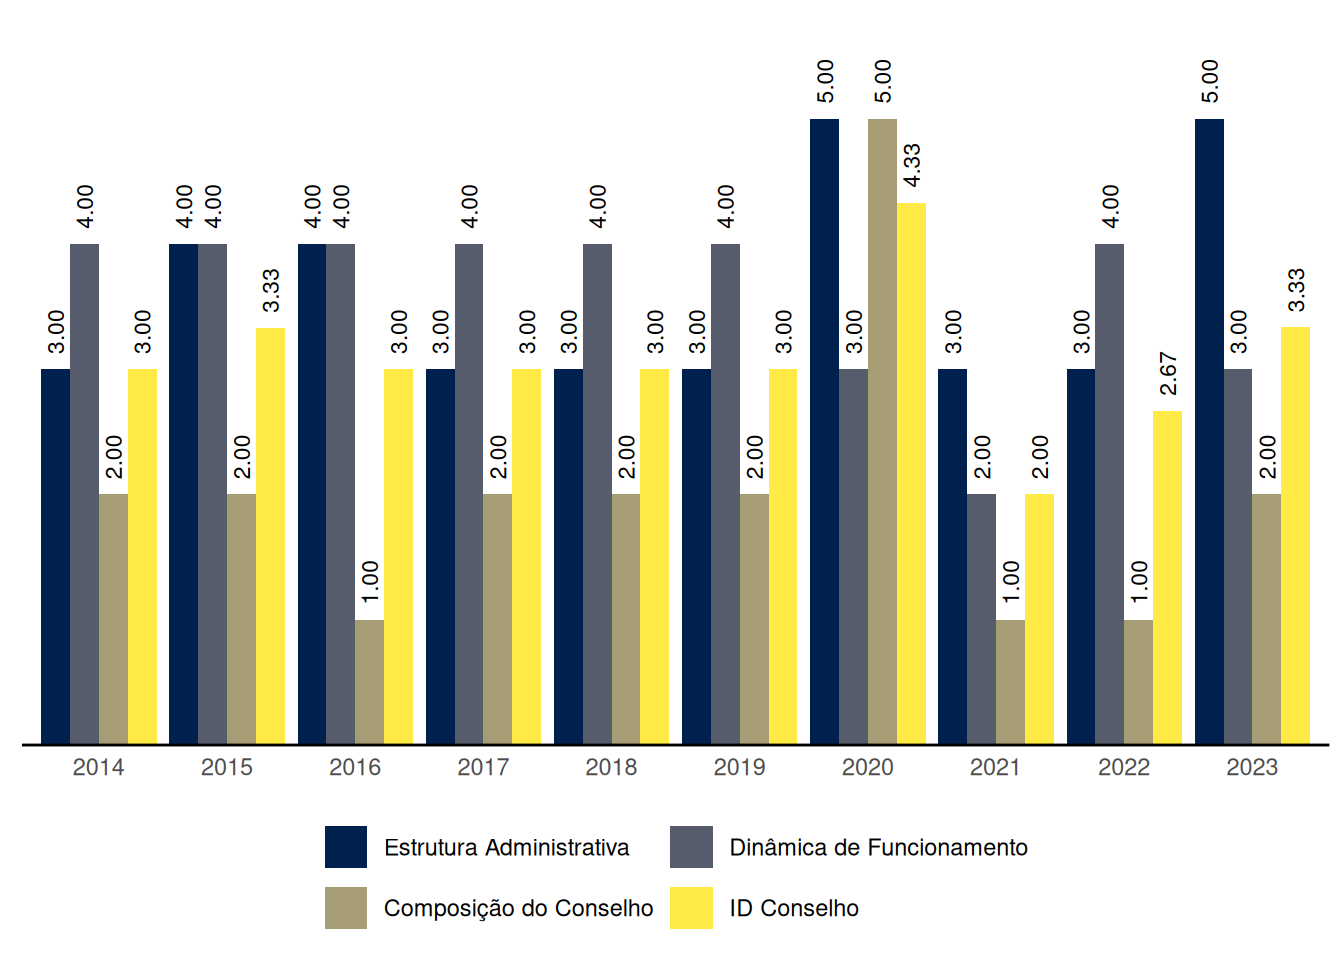 5.00 5.00 5.00
4.33
4.00 4.00 4.00 4.00 4.00 4.00 4.00 4.00 4.00
3.33 3.33
3.00 3.00 3.00 3.00 3.00 3.00 3.00 3.00 3.00 3.00 3.00 3.00 3.00
2.67
2.00 2.00 2.00 2.00 2.00 2.00 2.00 2.00
1.00 1.00 1.00
2014 2015 2016 2017 2018 2019 2020 2021 2022 2023
Estrutura Administrativa Dinâmica de Funcionamento
Composição do Conselho ID Conselho